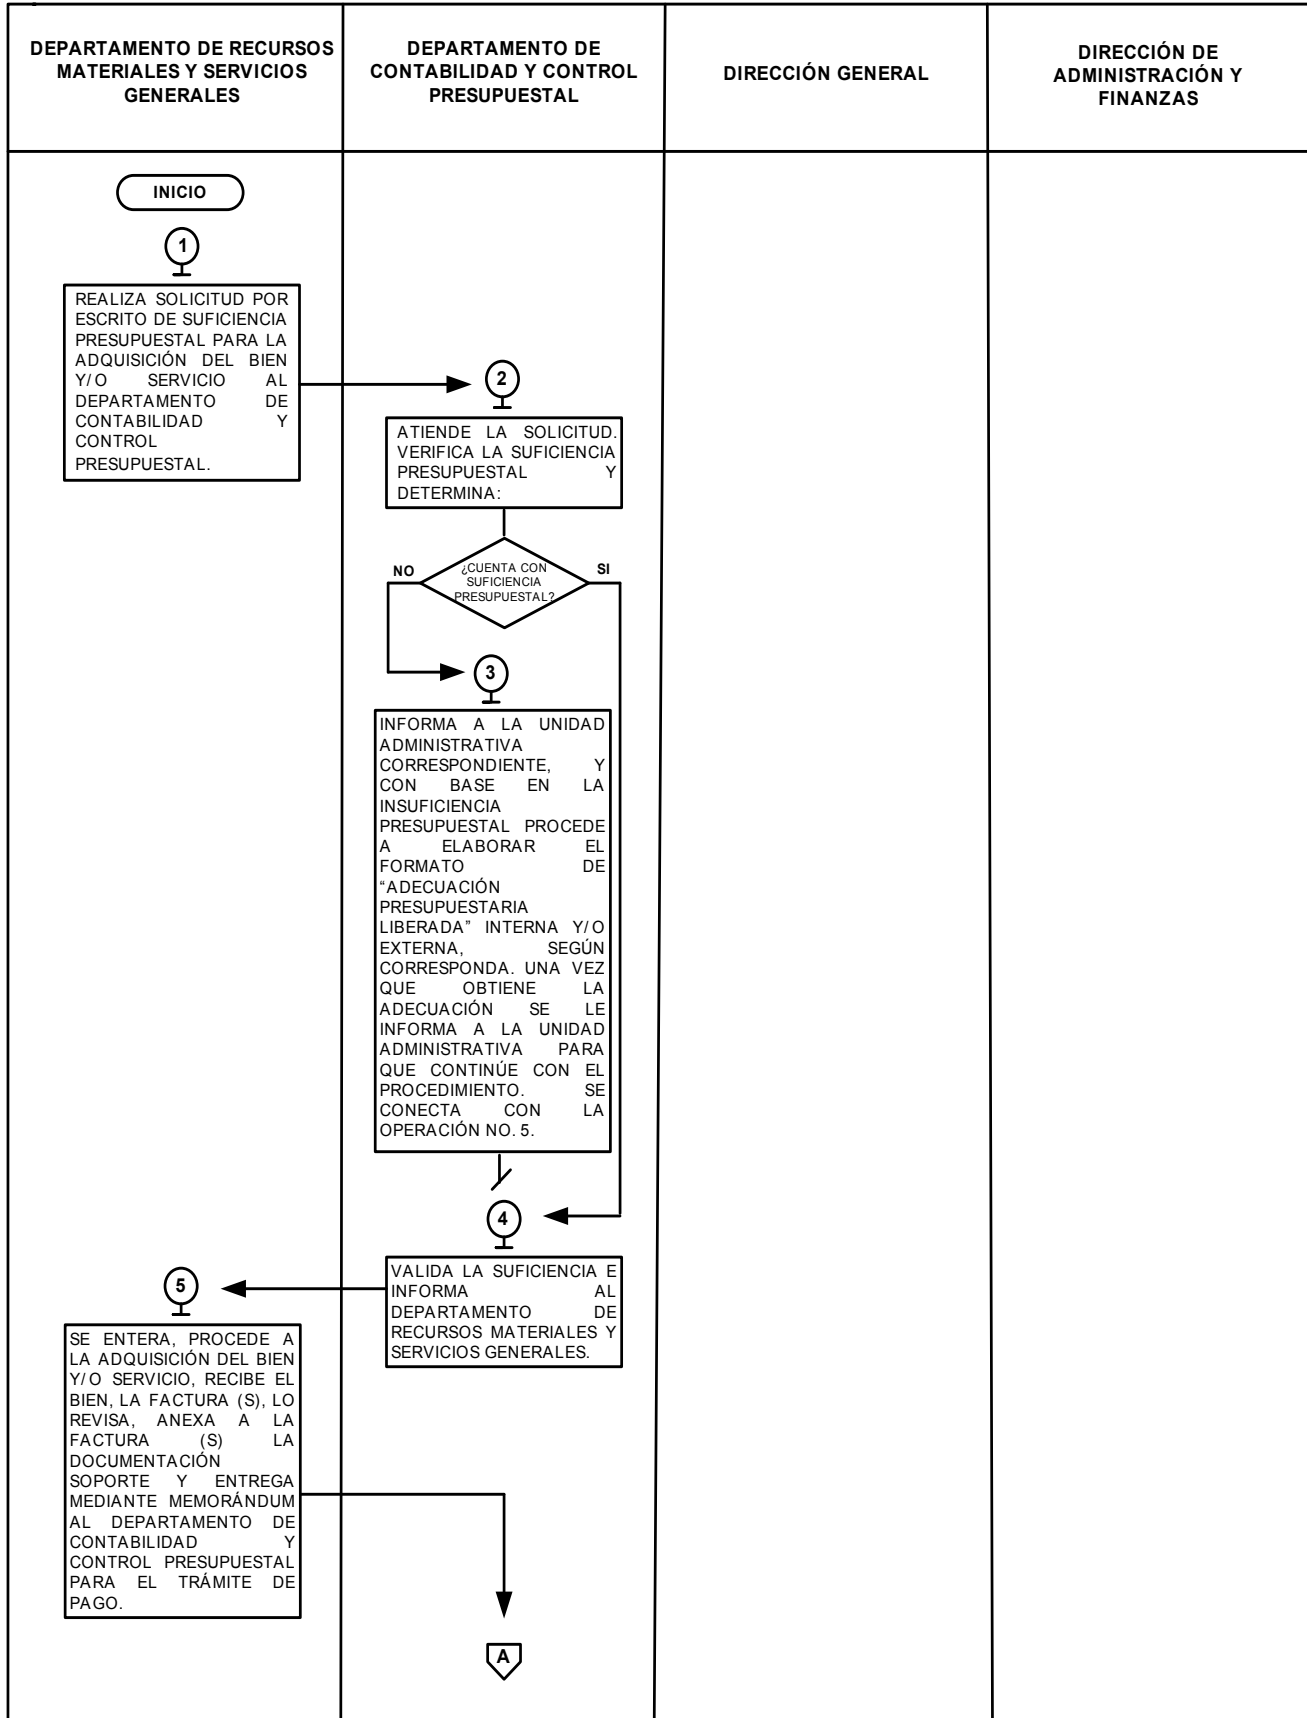 DEPARTAMENTO DE RECURSOS
MATERIALES Y SERVICIOS
GENERALES
DEPARTAMENTO DE
CONTABILIDAD Y CONTROL
PRESUPUESTAL
DIRECCIÓN GENERAL
DIRECCIÓN DE
ADMINISTRACIÓN Y
FINANZAS
INICIO
1
REALIZA SOLICITUD POR
ESCRITO DE SUFICIENCIA
PRESUPUESTAL PARA LA
ADQUISICIÓN DEL BIEN
Y/O SERVICIO AL
DEPARTAMENTO DE
CONTABILIDAD Y
CONTROL
PRESUPUESTAL.
2
ATIENDE LA SOLICITUD.
VERIFICA LA SUFICIENCIA
PRESUPUESTAL Y
DETERMINA:
NO
¿CUENTA CON
SUFICIENCIA
PRESUPUESTAL?
SI
3
INFORMA A LA UNIDAD
ADMINISTRATIVA
CORRESPONDIENTE, Y
CON BASE EN LA
INSUFICIENCIA
PRESUPUESTAL PROCEDE
A ELABORAR EL
FORMATO DE
“ADECUACIÓN
PRESUPUESTARIA
LIBERADA” INTERNA Y/O
EXTERNA, SEGÚN
CORRESPONDA. UNA VEZ
QUE OBTIENE LA
ADECUACIÓN SE LE
INFORMA A LA UNIDAD
ADMINISTRATIVA PARA
QUE CONTINÚE CON EL
PROCEDIMIENTO. SE
CONECTA CON LA
OPERACIÓN NO. 5.
4
VALIDA LA SUFICIENCIA E
INFORMA AL
DEPARTAMENTO DE
RECURSOS MATERIALES Y
SERVICIOS GENERALES.
5
SE ENTERA, PROCEDE A
LA ADQUISICIÓN DEL BIEN
Y/O SERVICIO, RECIBE EL
BIEN, LA FACTURA (S), LO
REVISA, ANEXA A LA
FACTURA (S) LA
DOCUMENTACIÓN
SOPORTE Y ENTREGA
MEDIANTE MEMORÁNDUM
AL DEPARTAMENTO DE
CONTABILIDAD Y
CONTROL PRESUPUESTAL
PARA EL TRÁMITE DE
PAGO.
A